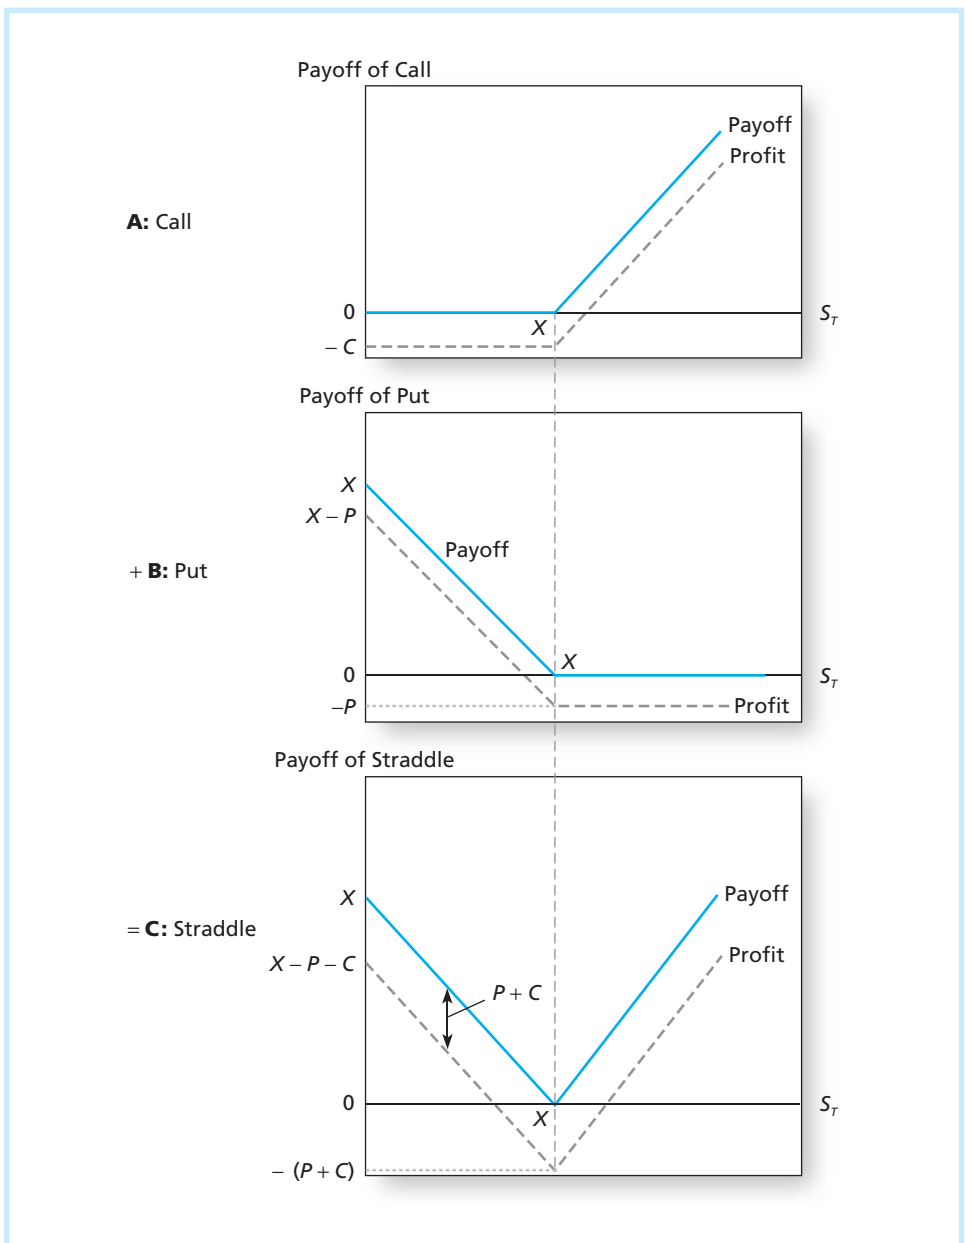 Payoff of Call
Payoff
Profit
A: Call
0
X
S_T
– C
Payoff of Put
X
X – P
Payoff
+ B: Put
X
0
S_T
–P
Profit
Payoff of Straddle
X
Payoff
= C: Straddle
X – P – C
Profit
P + C
0
X
S_T
– (P + C)